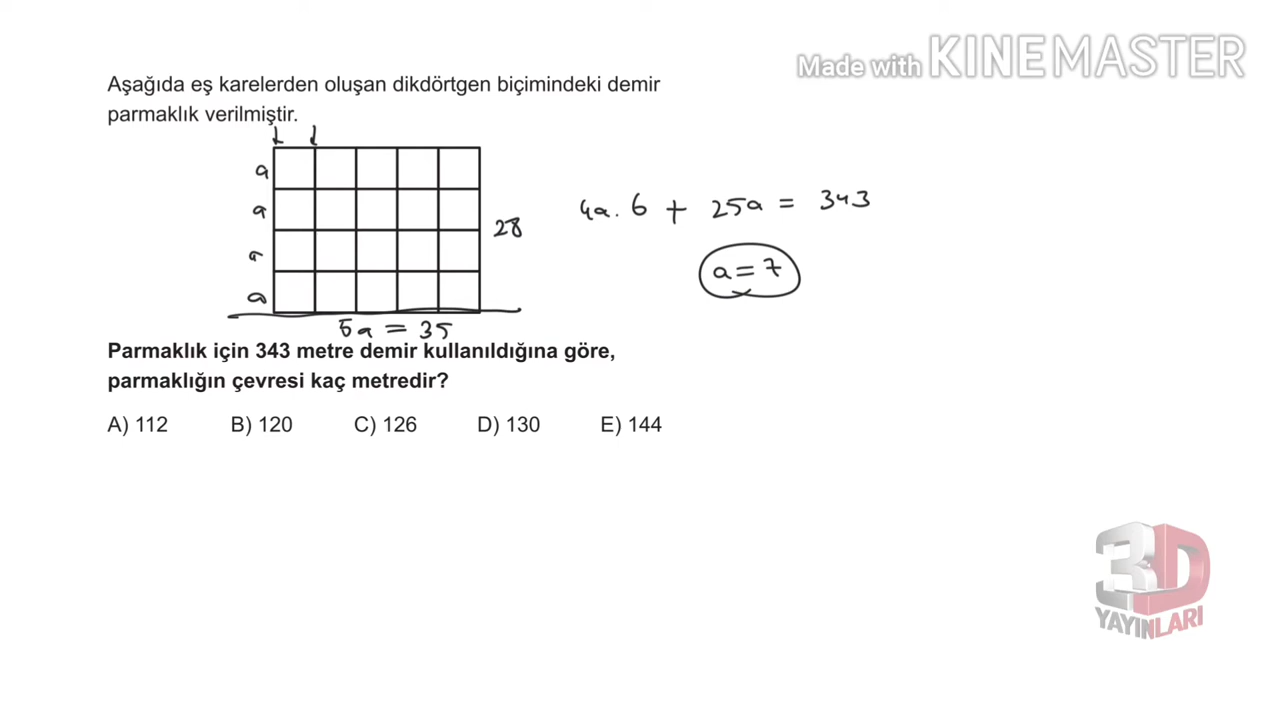 Made with KINEMASTER
Aşağıda eş karelerden oluşan dikdörtgen biçimindeki demir
parmaklık verilmiştir.
a
a
a
a
28
5a = 35
4a. 6 + 25a = 343
a = 7
Parmaklık için 343 metre demir kullanıldığına göre,
parmaklığın çevresi kaç metredir?
A) 112 B) 120 C) 126 D) 130 E) 144
3D
YAYINLARI